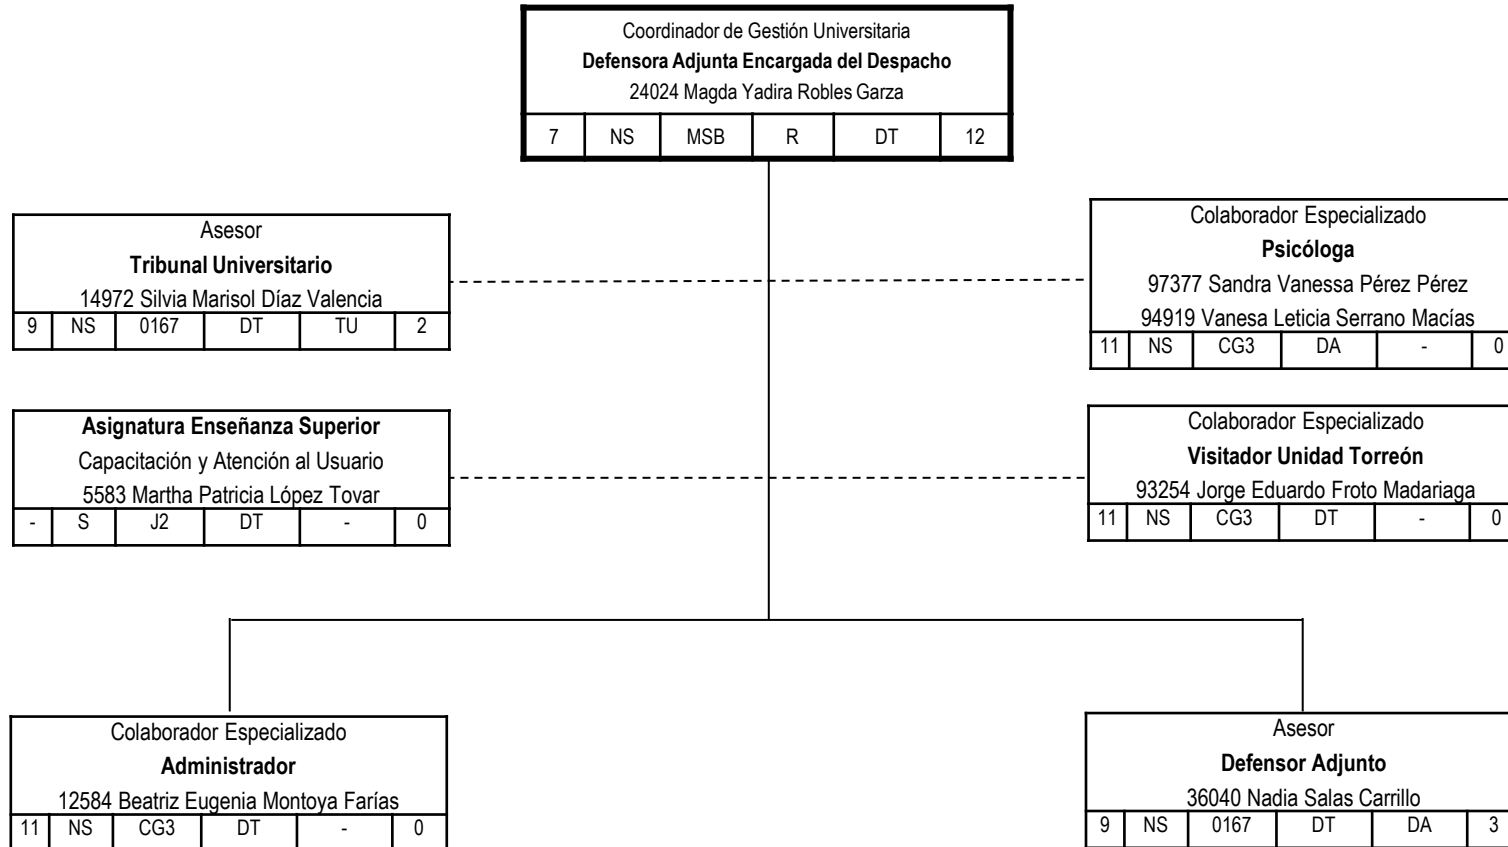 Coordinador de Gestión Universitaria
Defensora Adjunta Encargada del Despacho
24024 Magda Yadira Robles Garza
7 NS MSB R DT 12
Asesor
Tribunal Universitario
14972 Silvia Marisol Díaz Valencia
9 NS 0167 DT TU 2
Colaborador Especializado
Psicóloga
97377 Sandra Vanessa Pérez Pérez
94919 Vanesa Leticia Serrano Macías
11 NS CG3 DA - 0
Asignatura Enseñanza Superior
Capacitación y Atención al Usuario
5583 Martha Patricia López Tovar
- S J2 DT - 0
Colaborador Especializado
Visitador Unidad Torreón
93254 Jorge Eduardo Froto Madariaga
11 NS CG3 DT - 0
Colaborador Especializado
Administrador
12584 Beatriz Eugenia Montoya Farías
11 NS CG3 DT - 0
Asesor
Defensor Adjunto
36040 Nadia Salas Carrillo
9 NS 0167 DT DA 3